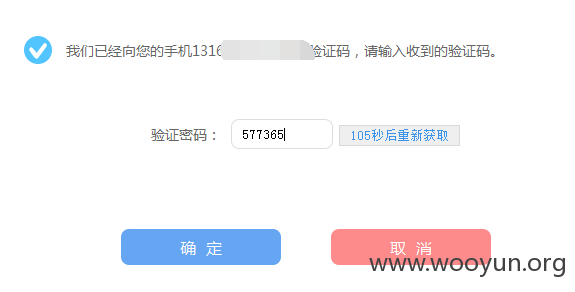 我们已经向您的手机1316验证码，请输入收到的验证码。
验证密码： 577365 105秒后重新获取
确 定 取 消
www.wooyun.org